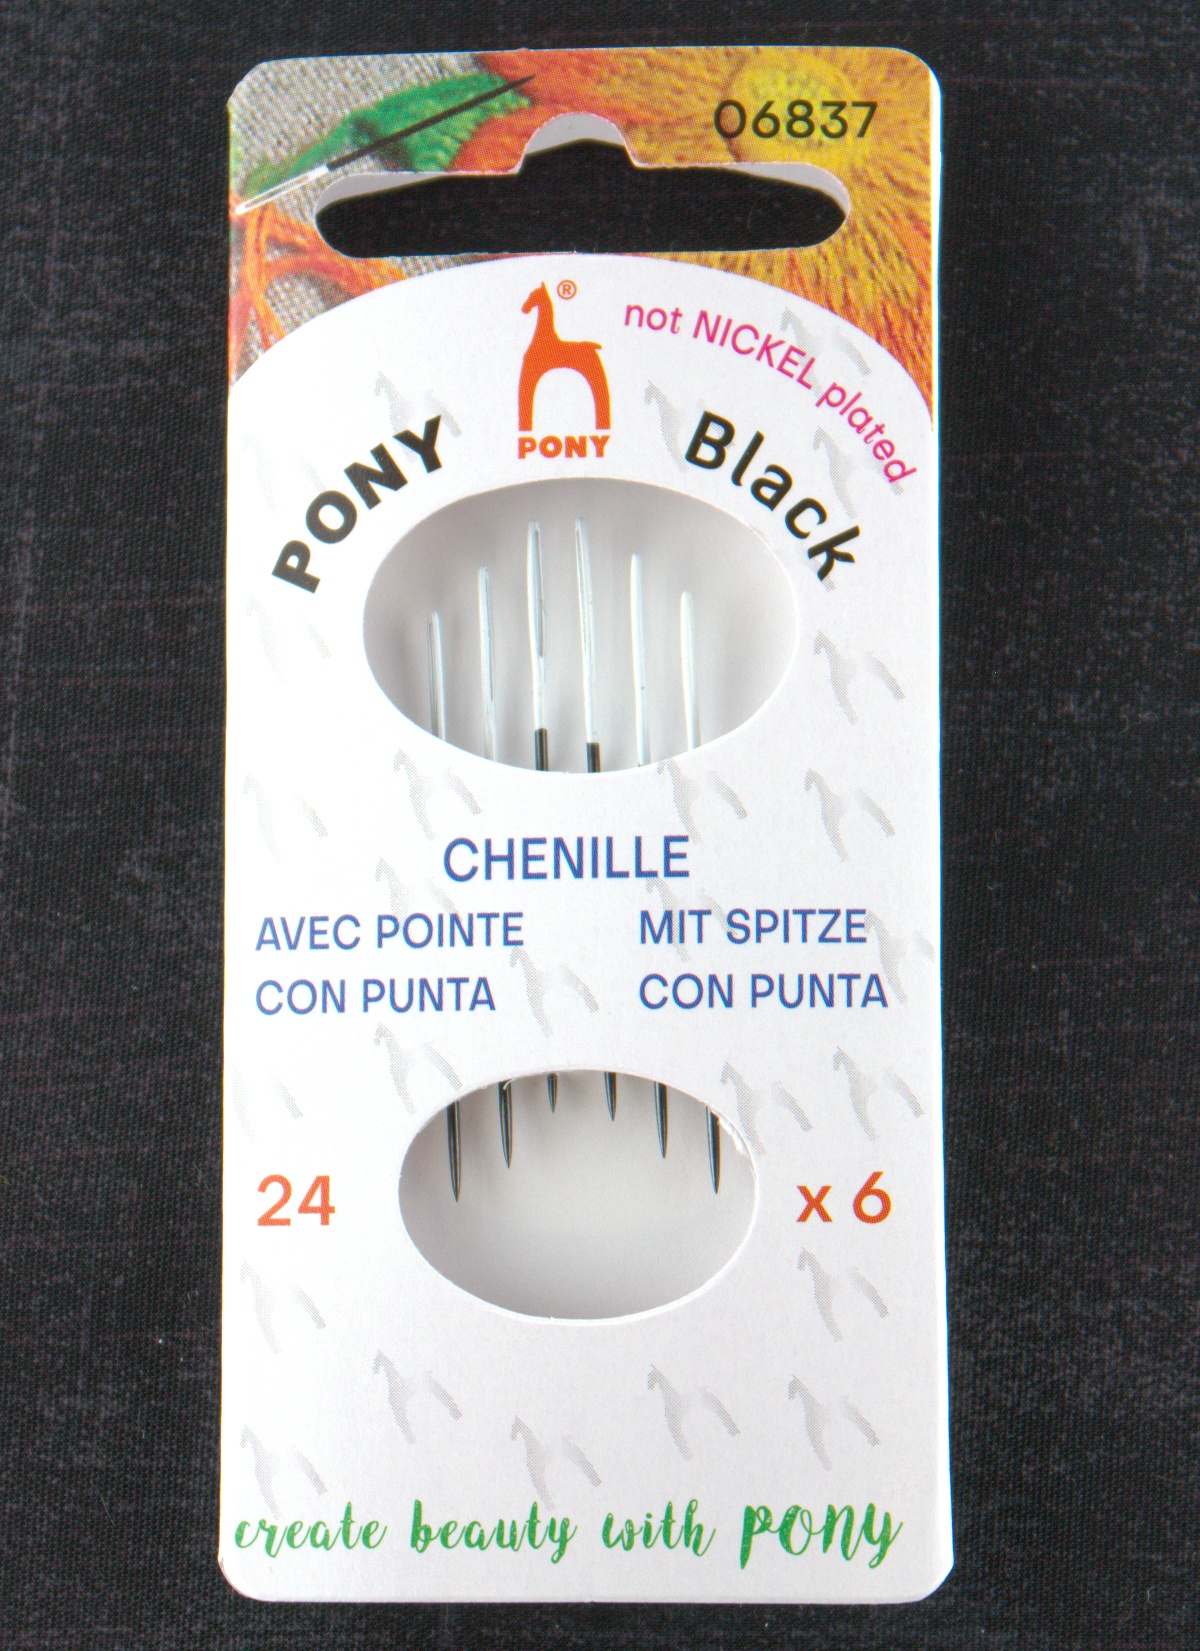 06837
®
PONY
not NICKEL plated
PONY Black
CHENILLE
AVEC POINTE MIT SPITZE
CON PUNTA CON PUNTA
24 x 6
create beauty with PONY